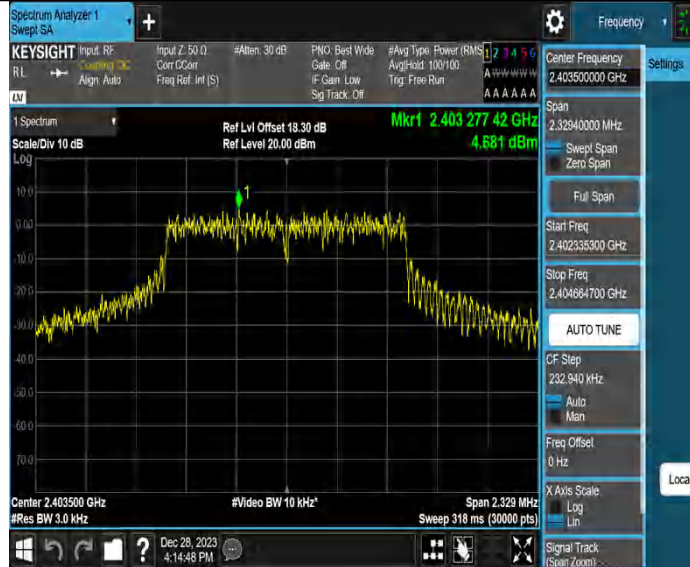 Spectrum Analyzer 1
Swept SA
+
Frequency
KEYSIGHT
Input: RF
Input Z: 50 Ω
#Atten: 30 dB
PNO: Best Wide
#Avg Type: Power (RMS
1 2 3 4 5 6
RL
Coupling: DC
Corr CCorr
Gate: Off
Avg|Hold: 100/100
A W W W W W
Align: Auto
Freq Ref: Int (S)
IF Gain: Low
Trig: Free Run
Sig Track: Off
A A A A A A
LXI
1 Spectrum
Scale/Div 10 dB
Ref Lvl Offset 18.30 dB
Ref Level 20.00 dBm
Mkr1 2.403 277 42 GHz
4.681 dBm
Log
10.0
0.00
-10.0
-20.0
-30.0
-40.0
-50.0
-60.0
-70.0
1
Center 2.403500 GHz
#Video BW 10 kHz*
Span 2.329 MHz
#Res BW 3.0 kHz
Sweep 318 ms (30000 pts)
?
Dec 28, 2023
4:14:48 PM
Center Frequency
2.403500000 GHz
Settings
Span
2.32940000 MHz
Swept Span
Zero Span
Full Span
Start Freq
2.402335300 GHz
Stop Freq
2.404664700 GHz
AUTO TUNE
CF Step
232.940 kHz
Auto
Man
Freq Offset
0 Hz
X Axis Scale
Log
Lin
Loca
Signal Track
(Span Zoom)